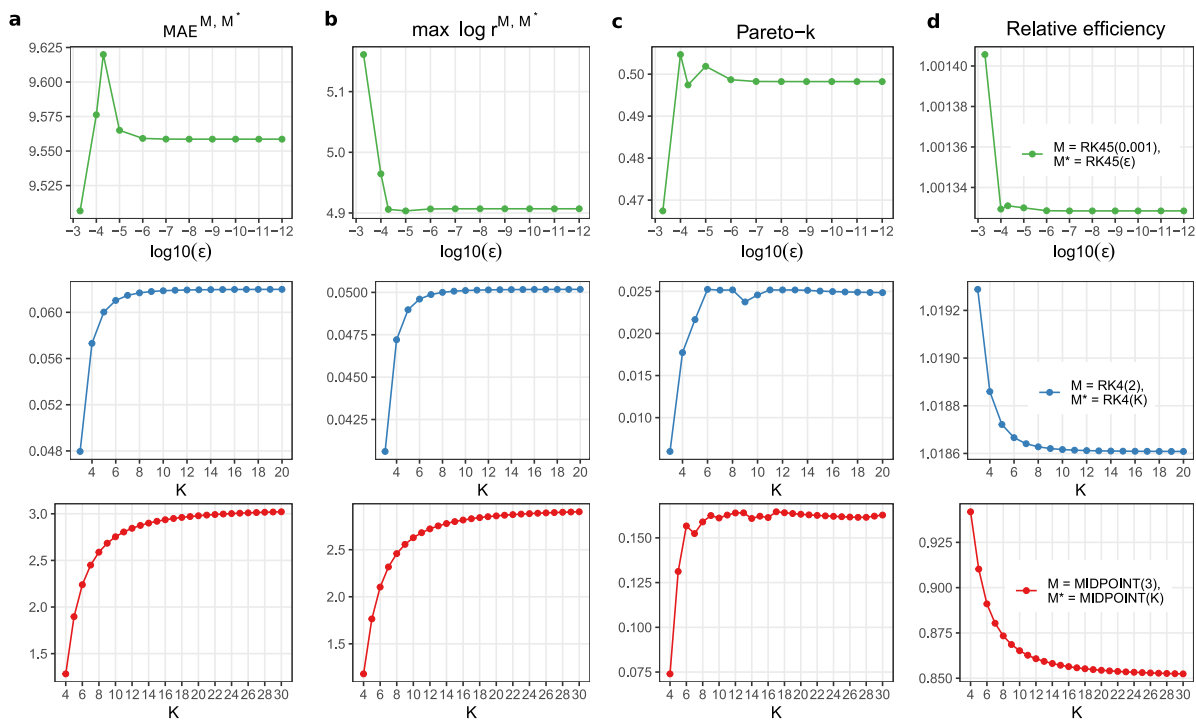 a
MAE^M, M*
b
max log r^M, M*
c
Pareto−k
d
Relative efficiency
9.625
9.600
9.575
9.550
9.525
−3 −4 −5 −6 −7 −8 −9 −10 −11 −12
log10(ε)
5.1
5.0
4.9
−3 −4 −5 −6 −7 −8 −9 −10 −11 −12
log10(ε)
0.50
0.49
0.48
0.47
−3 −4 −5 −6 −7 −8 −9 −10 −11 −12
log10(ε)
1.00140
1.00138
1.00136
1.00134
M = RK45(0.001),
M* = RK45(ε)
−3 −4 −5 −6 −7 −8 −9 −10 −11 −12
log10(ε)
0.060
0.056
0.052
0.048
4 6 8 10 12 14 16 18 20
K
0.0500
0.0475
0.0450
0.0425
4 6 8 10 12 14 16 18 20
K
0.025
0.020
0.015
0.010
4 6 8 10 12 14 16 18 20
K
1.0192
1.0190
1.0188
1.0186
M = RK4(2),
M* = RK4(K)
4 6 8 10 12 14 16 18 20
K
3.0
2.5
2.0
1.5
4 6 8 10 12 14 16 18 20 22 24 26 28 30
K
2.5
2.0
1.5
4 6 8 10 12 14 16 18 20 22 24 26 28 30
K
0.150
0.125
0.100
0.075
4 6 8 10 12 14 16 18 20 22 24 26 28 30
K
0.925
0.900
0.875
0.850
M = MIDPOINT(3),
M* = MIDPOINT(K)
4 6 8 10 12 14 16 18 20 22 24 26 28 30
K